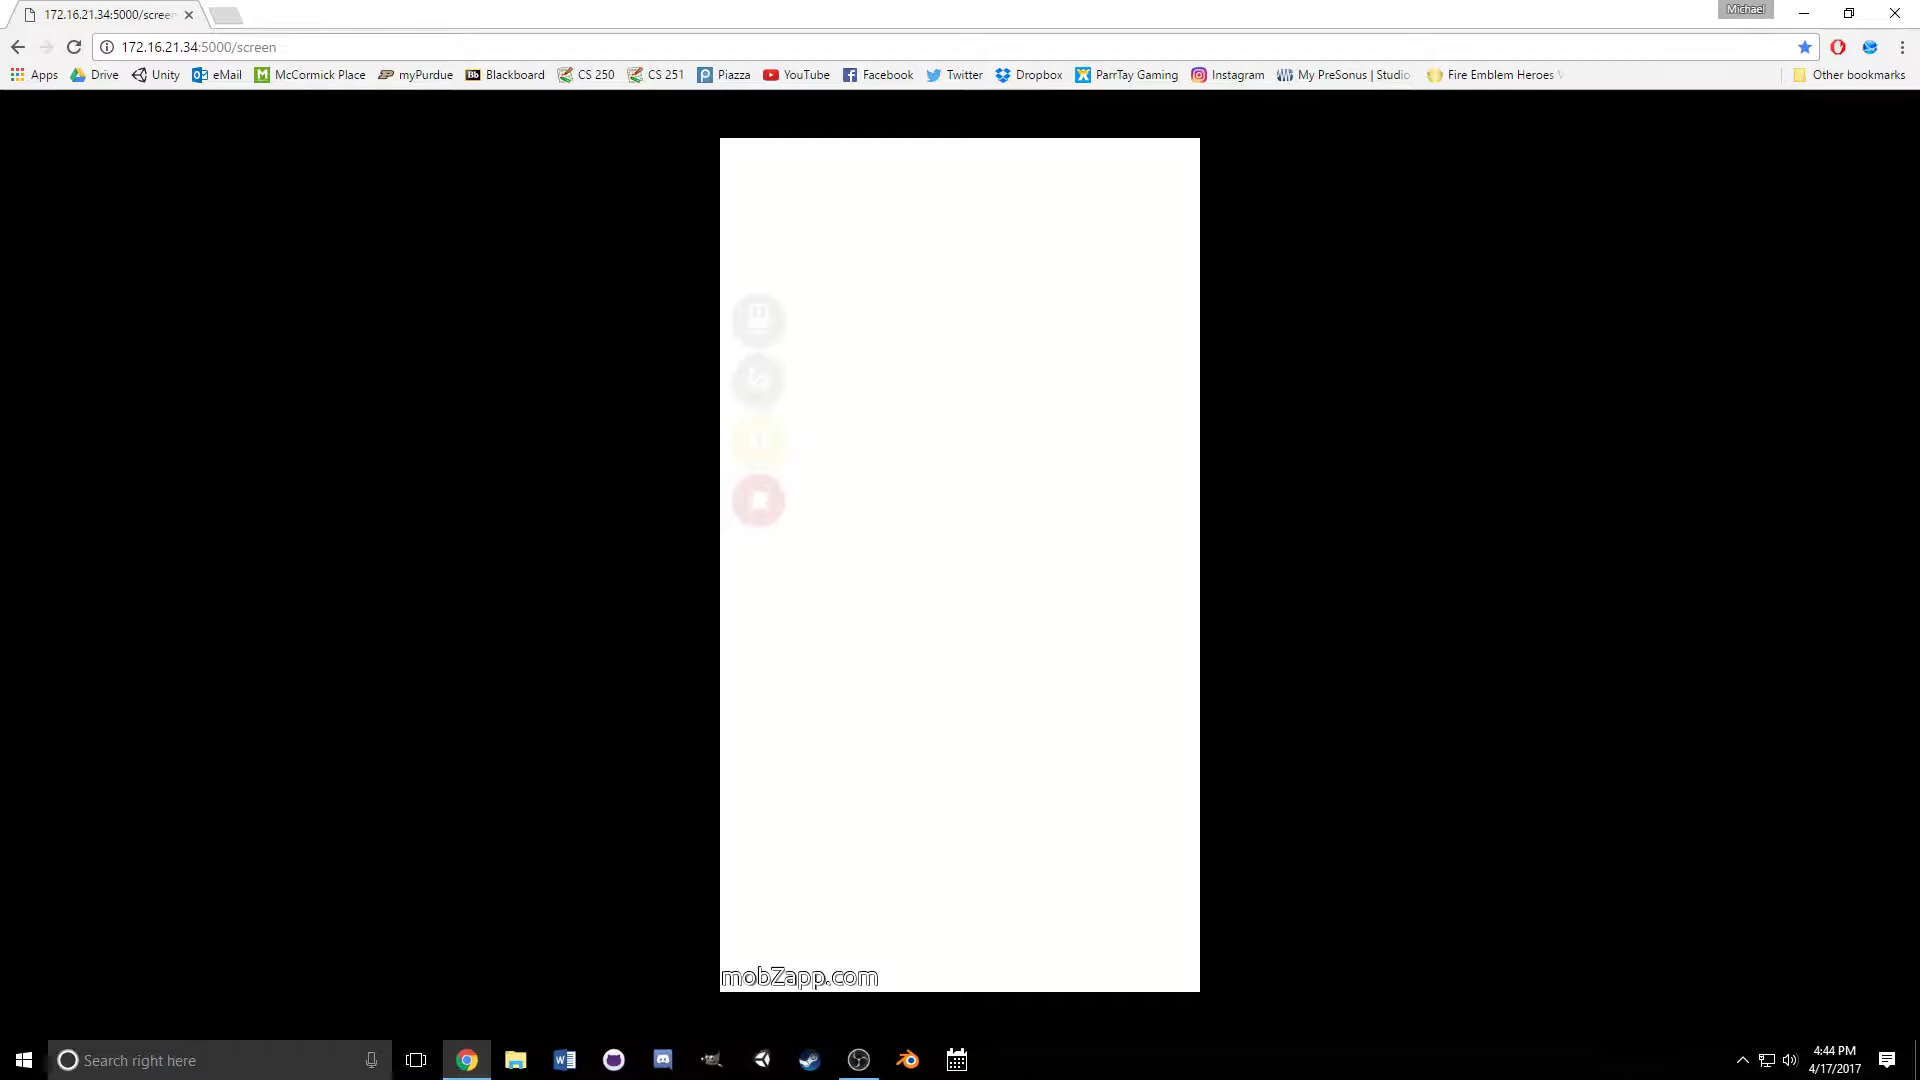 172.16.21.34:5000/screen
Michael
172.16.21.34:5000/screen
Apps Drive Unity eMail McCormick Place myPurdue Blackboard CS 250 CS 251 Piazza YouTube Facebook Twitter Dropbox ParrTay Gaming Instagram My PreSonus | Studio Fire Emblem Heroes Other bookmarks
mobZapp.com
Search right here
4:44 PM
4/17/2017